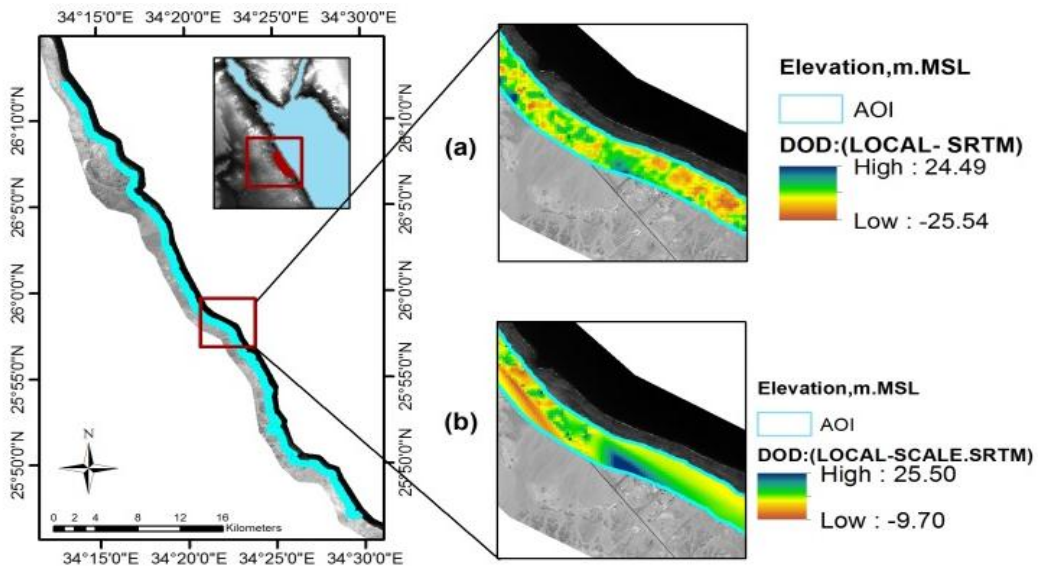 34°15'0"E 34°20'0"E 34°25'0"E 34°30'0"E
26°10'0"N
26°5'0"N
26°0'0"N
25°55'0"N
25°50'0"N
N
0 2 4 8 12 16
Kilometers
34°15'0"E 34°20'0"E 34°25'0"E 34°30'0"E
26°10'0"N
26°5'0"N
26°0'0"N
25°55'0"N
25°50'0"N
(a)
Elevation,m.MSL
AOI
DOD:(LOCAL- SRTM)
High : 24.49
Low : -25.54
(b)
Elevation,m.MSL
AOI
DOD:(LOCAL-SCALE.SRTM)
High : 25.50
Low : -9.70